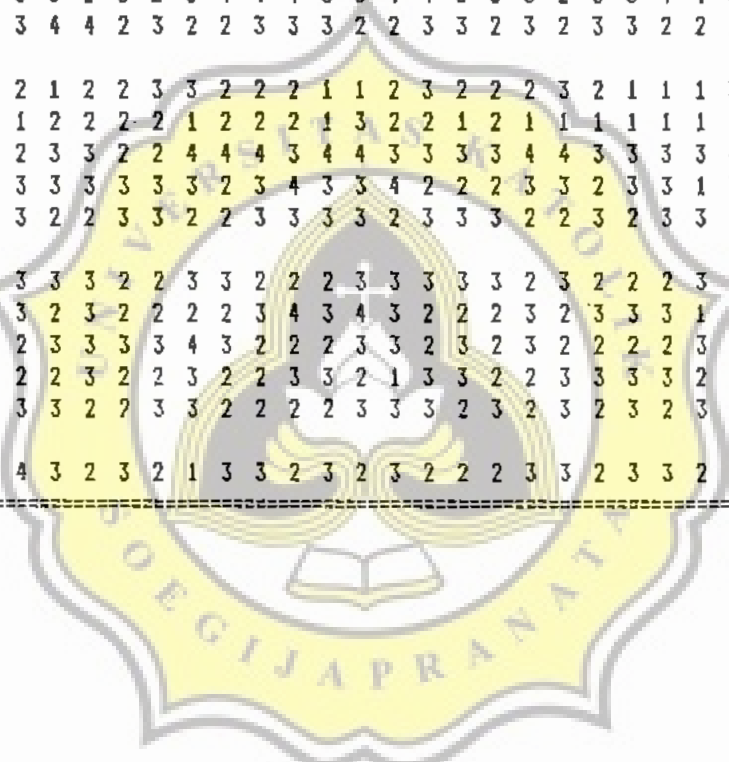 3 4 4 2 3 2 2 3 3 3 2 2 3 3 2 3 2 3 3 2 2
2 1 2 2 3 3 2 2 2 1 1 2 3 2 2 2 3 2 1 1 1
1 2 2 2 2 1 2 2 2 1 3 2 2 1 2 1 1 1 1 1 1
2 3 3 2 2 4 4 4 3 4 4 3 3 3 3 4 4 3 3 3 3
3 3 3 3 3 3 2 3 4 3 3 4 2 2 2 3 3 2 3 3 1
3 2 2 3 3 2 2 3 3 3 3 2 3 3 3 2 2 3 2 3 3
3 3 3 2 2 3 3 2 2 2 3 3 3 3 3 2 3 2 2 2 3
3 2 3 2 2 2 2 3 4 3 4 3 2 2 2 3 2 3 3 3 1
2 3 3 3 3 4 3 2 2 2 3 3 2 3 2 3 2 2 2 2 3
2 2 3 2 2 3 2 2 3 3 2 1 3 3 2 2 3 3 3 3 2
3 3 2 2 3 3 2 2 2 2 3 3 3 2 3 2 3 2 3 2 3
4 3 2 3 2 1 3 3 2 3 2 3 2 2 2 3 3 2 3 3 2
UNIVERSITAS KATOLIK
SOEGIJAPRANATA